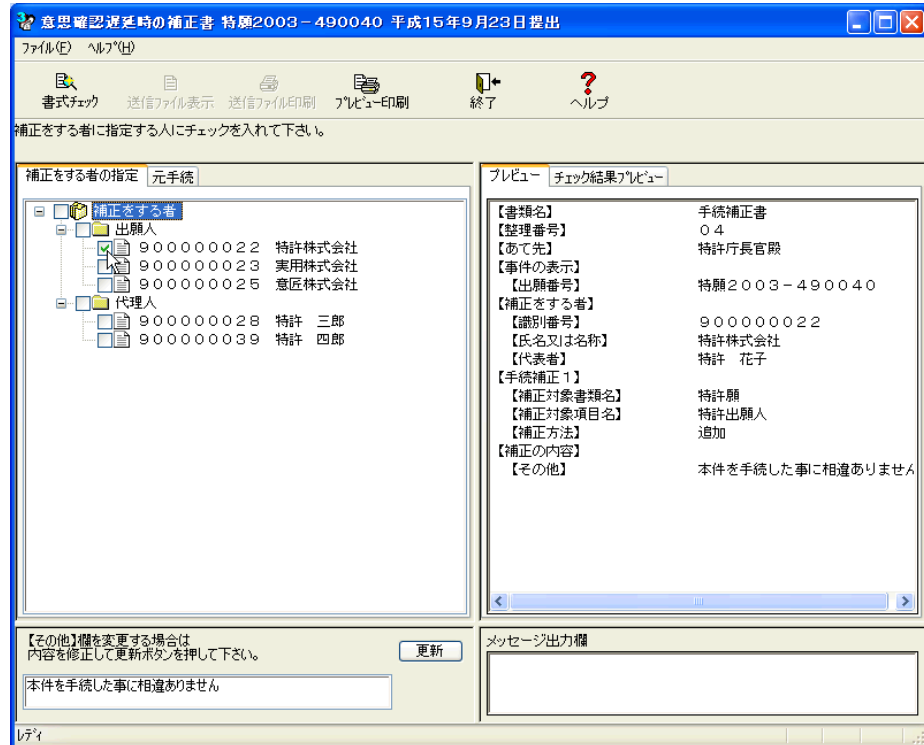 意思確認遅延時の補正書 特願2003－490040 平成15年9月23日提出
ﾌｧｲﾙ(F) ﾍﾙﾌﾟ(H)
書式ﾁｪｯｸ 送信ﾌｧｲﾙ表示 送信ﾌｧｲﾙ印刷 ﾌﾟﾚﾋﾞｭｰ印刷 終了 ヘルプ
補正をする者に指定する人にチェックを入れて下さい。
補正をする者の指定 元手続
補正をする者
出願人
９０００００００２２ 特許株式会社
９０００００００２３ 実用株式会社
９０００００００２５ 意匠株式会社
代理人
９０００００００２８ 特許 三郎
９０００００００３９ 特許 四郎
プレビュー ﾁｪｯｸ結果ﾌﾟﾚﾋﾞｭｰ
【書類名】 手続補正書
【整理番号】 ０４
【あて先】 特許庁長官殿
【事件の表示】
【出願番号】 特願２００３－４９００４０
【補正をする者】
【識別番号】 ９０００００００２２
【氏名又は名称】 特許株式会社
【代表者】 特許 花子
【手続補正１】
【補正対象書類名】 特許願
【補正対象項目名】 特許出願人
【補正方法】 追加
【補正の内容】
【その他】 本件を手続した事に相違ありません
【その他】欄を変更する場合は
内容を修正して更新ボタンを押して下さい。
更新
本件を手続した事に相違ありません
メッセージ出力欄
ﾚﾃﾞｨ